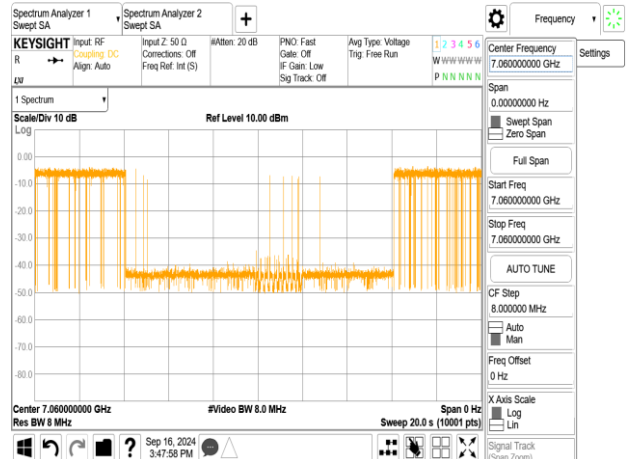 Spectrum Analyzer 1
Swept SA
Spectrum Analyzer 2
Swept SA
+
Frequency
KEYSIGHT
R
LXI
Input: RF
Coupling: DC
Align: Auto
Input Z: 50 Ω
Corrections: Off
Freq Ref: Int (S)
#Atten: 20 dB
PNO: Fast
Gate: Off
IF Gain: Low
Sig Track: Off
Avg Type: Voltage
Trig: Free Run
1 2 3 4 5 6
W W W W W W
P N N N N N
1 Spectrum
Scale/Div 10 dB
Ref Level 10.00 dBm
Log
0.00
-10.0
-20.0
-30.0
-40.0
-50.0
-60.0
-70.0
-80.0
Center 7.060000000 GHz
Res BW 8 MHz
#Video BW 8.0 MHz
Span 0 Hz
Sweep 20.0 s (10001 pts)
Sep 16, 2024
3:47:58 PM
?
Center Frequency
7.060000000 GHz
Settings
Span
0.00000000 Hz
Swept Span
Zero Span
Full Span
Start Freq
7.060000000 GHz
Stop Freq
7.060000000 GHz
AUTO TUNE
CF Step
8.000000 MHz
Auto
Man
Freq Offset
0 Hz
X Axis Scale
Log
Lin
Signal Track
(Span Zoom)